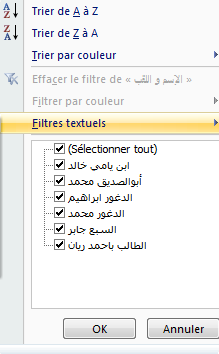 Trier de A à Z
Trier de Z à A
Trier par couleur
Effacer le filtre de « الإسم و اللقب »
Filtrer par couleur
Filtres textuels
(Sélectionner tout)
ابن يامي خالد
أبوالصديق محمد
الدغور ابراهيم
الدغور محمد
السبع جابر
الطالب باحمد ريان
OK
Annuler